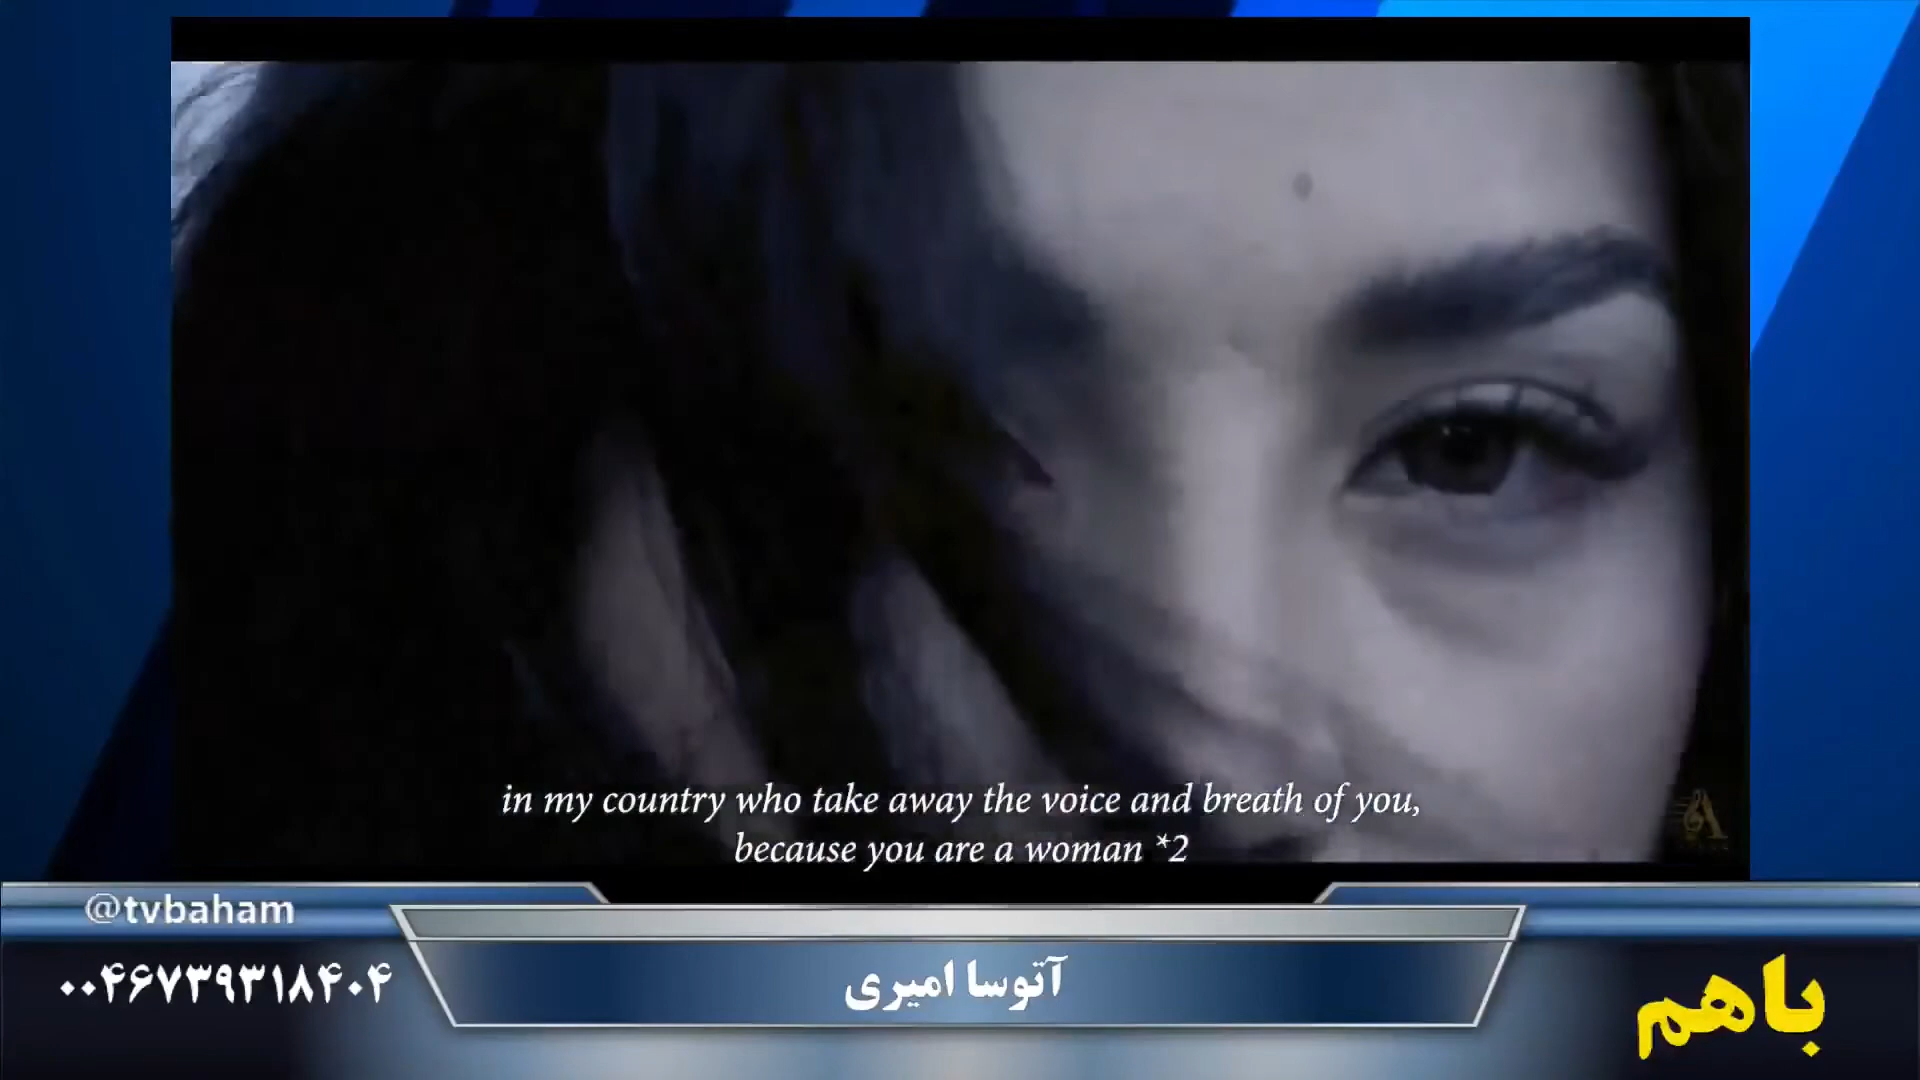 in my country who take away the voice and breath of you,
because you are a woman *2
@tvbaham
۰۰۴۶۷۳۹۳۱۸۴۰۴
آتوسا امیری
باهم